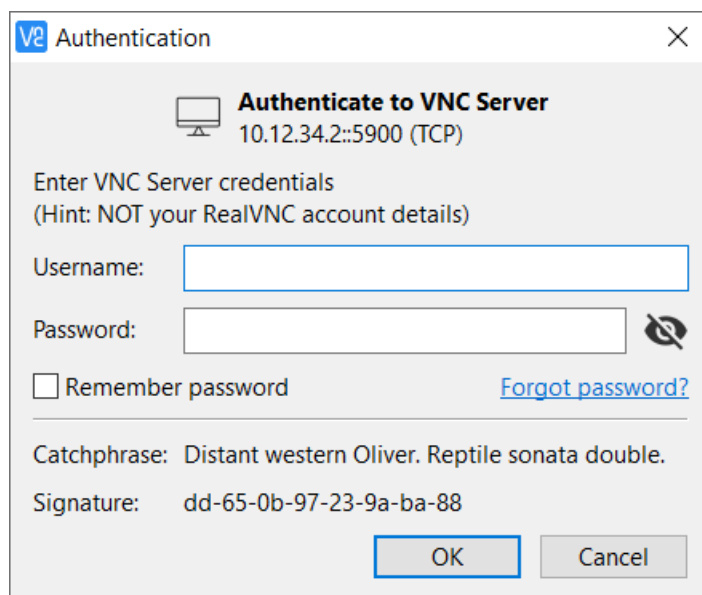 V2 Authentication
Authenticate to VNC Server
10.12.34.2::5900 (TCP)
Enter VNC Server credentials
(Hint: NOT your RealVNC account details)
Username:
Password:
Remember password Forgot password?
Catchphrase: Distant western Oliver. Reptile sonata double.
Signature: dd-65-0b-97-23-9a-ba-88
OK Cancel